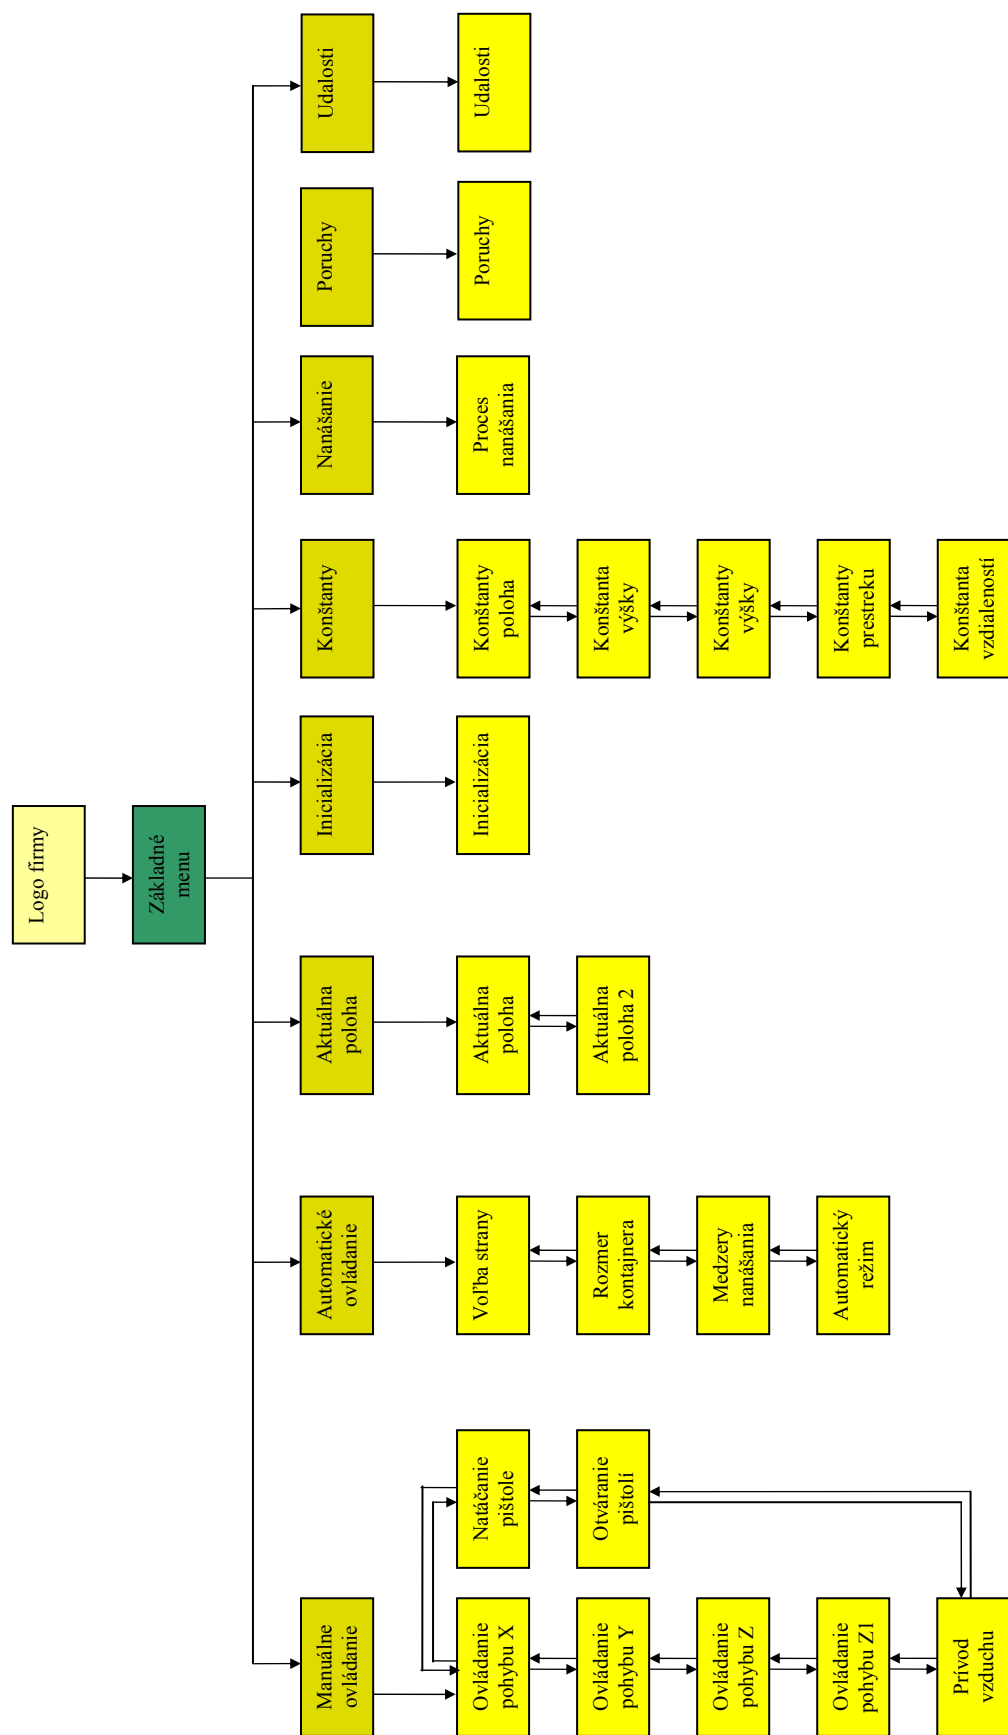 Logo firmy
Základné
menu
Manuálne
ovládanie
Automatické
ovládanie
Aktuálna
poloha
Inicializácia
Konštanty
Nanášanie
Poruchy
Udalosti
Ovládanie
pohybu X
Natáčanie
pištole
Voľba strany
Aktuálna
poloha
Inicializácia
Konštanty
poloha
Proces
nanášania
Poruchy
Udalosti
Ovládanie
pohybu Y
Otváranie
pištolí
Rozmer
kontajnera
Aktuálna
poloha 2
Konštanta
výšky
Ovládanie
pohybu Z
Medzery
nanášania
Konštanty
výšky
Ovládanie
pohybu Z1
Automatický
režim
Konštanty
prestreku
Prívod
vzduchu
Konštanta
vzdialeností